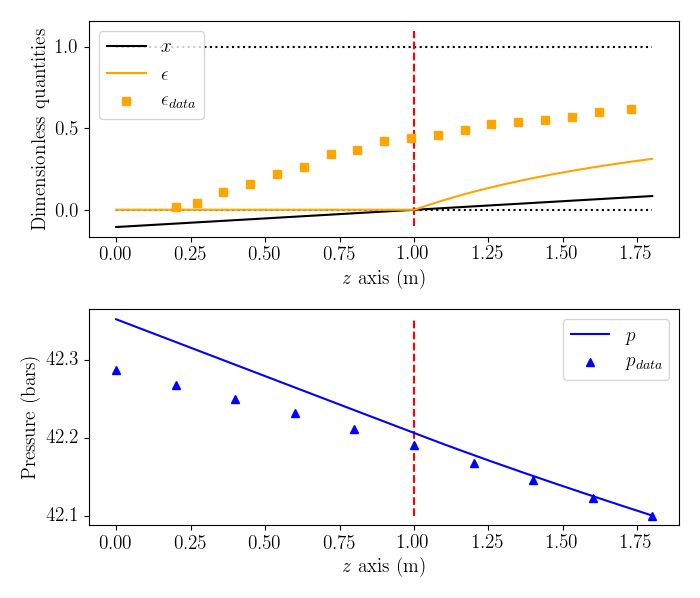 Dimensionless quantities
1.0
0.5
0.0
x
ϵ
ϵ_data
0.00 0.25 0.50 0.75 1.00 1.25 1.50 1.75
z axis (m)
Pressure (bars)
42.3
42.2
42.1
p
p_data
0.00 0.25 0.50 0.75 1.00 1.25 1.50 1.75
z axis (m)